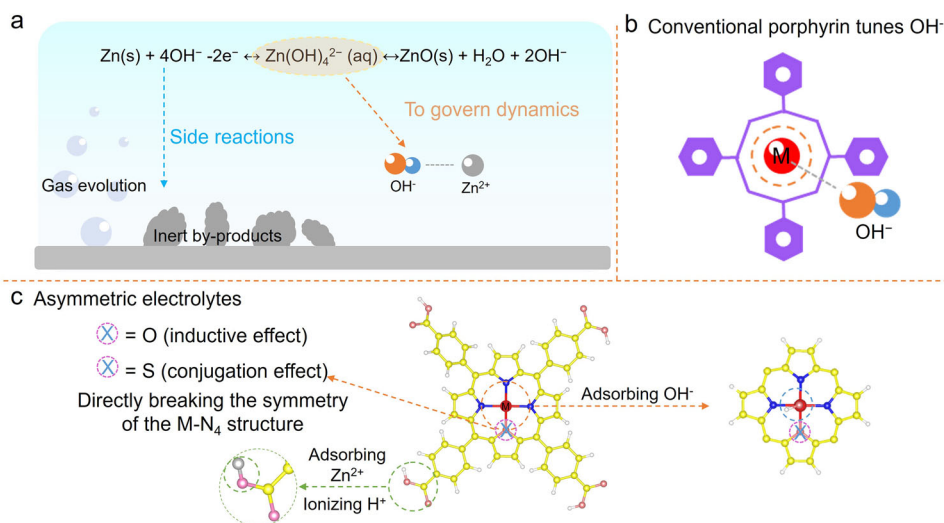 a
Zn(s) + 4OH⁻ -2e⁻ ↔ Zn(OH)₄²⁻ (aq) ↔ZnO(s) + H₂O + 2OH⁻
Side reactions
To govern dynamics
Gas evolution
OH⁻
Zn²⁺
Inert by-products
b Conventional porphyrin tunes OH⁻
M
OH⁻
c Asymmetric electrolytes
X = O (inductive effect)
X = S (conjugation effect)
Directly breaking the symmetry
of the M-N₄ structure
M
X
Adsorbing OH⁻
X
Adsorbing
Zn²⁺
Ionizing H⁺